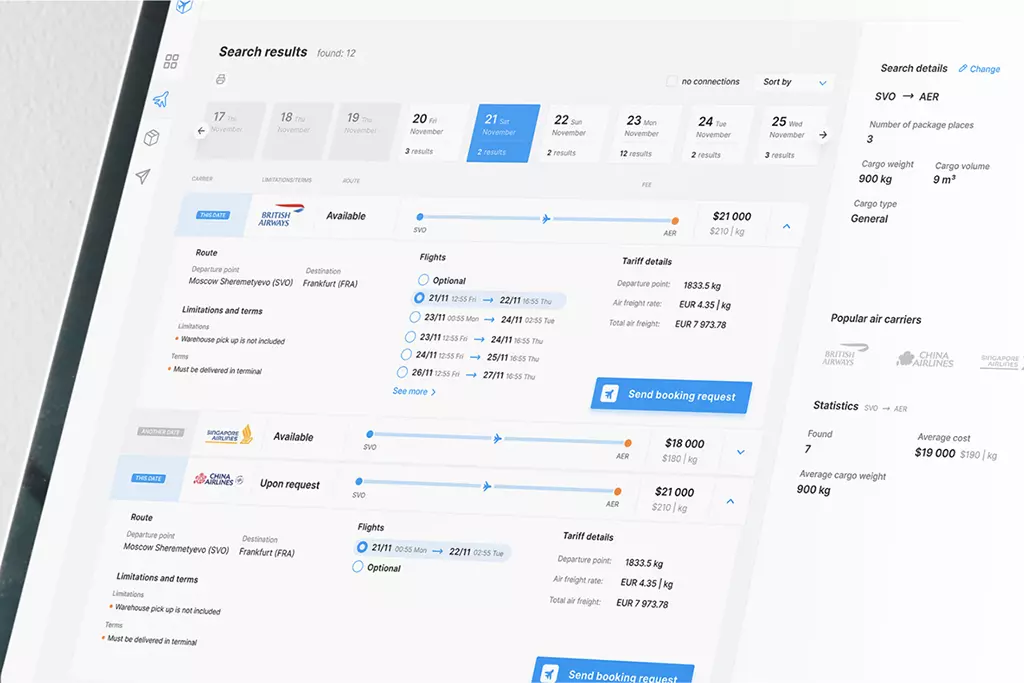 Search results found: 12
no connections
Sort by
17 Thu November
18 Thu November
19 Thu November
20 Fri November 3 results
21 Sat November 2 results
22 Sun November 2 results
23 Mon November 12 results
24 Tue November 2 results
25 Wed November 3 results
CARRIER LIMITATIONS/TERMS ROUTE FEE
THIS DATE BRITISH AIRWAYS Available SVO AER $21 000 $210 | kg
Route
Departure point Destination
Moscow Sheremetyevo (SVO) Frankfurt (FRA)
Limitations and terms
Limitations
Warehouse pick up is not included
Terms
Must be delivered in terminal
Flights
Optional
21/11 12:55 Fri → 22/11 16:55 Thu
23/11 00:55 Mon → 24/11 02:55 Tue
23/11 12:55 Fri → 24/11 16:55 Thu
24/11 12:55 Fri → 25/11 16:55 Thu
26/11 12:55 Fri → 27/11 16:55 Thu
See more >
Tariff details
Departure point: 1833.5 kg
Air freight rate: EUR 4.35 | kg
Total air freight: EUR 7 973.78
Send booking request
ANOTHER DATE SINGAPORE AIRLINES Available SVO AER $18 000 $180 | kg
THIS DATE CHINA AIRLINES Upon request SVO AER $21 000 $210 | kg
Route
Departure point Destination
Moscow Sheremetyevo (SVO) Frankfurt (FRA)
Limitations and terms
Limitations
Warehouse pick up is not included
Terms
Must be delivered in terminal
Flights
21/11 00:55 Mon → 22/11 02:55 Tue
Optional
Tariff details
Departure point: 1833.5 kg
Air freight rate: EUR 4.35 | kg
Total air freight: EUR 7 973.78
Send booking request
Search details Change
SVO → AER
Number of package places
3
Cargo weight Cargo volume
900 kg 9 m³
Cargo type
General
Popular air carriers
BRITISH AIRWAYS
CHINA AIRLINES
SINGAPORE AIRLINES
Statistics SVO → AER
Found Average cost
7 $19 000 $190 | kg
Average cargo weight
900 kg